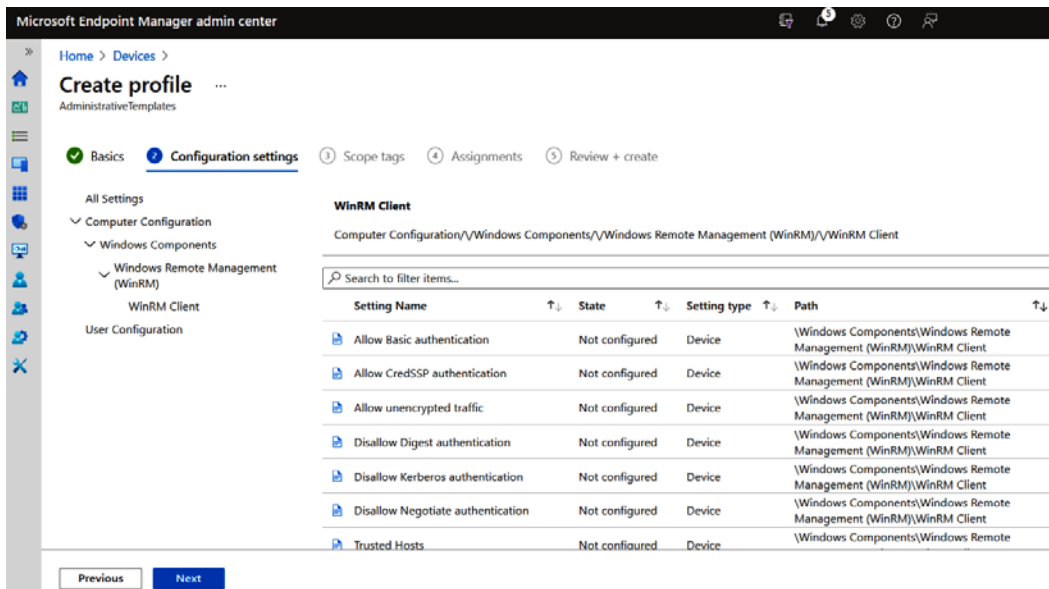 Microsoft Endpoint Manager admin center
5
Home > Devices >
Create profile ...
AdministrativeTemplates
Basics
2 Configuration settings
3 Scope tags
4 Assignments
5 Review + create
All Settings
Computer Configuration
Windows Components
Windows Remote Management
(WinRM)
WinRM Client
User Configuration
WinRM Client
Computer Configuration/\/Windows Components/\/Windows Remote Management (WinRM)/\/WinRM Client
Search to filter items...
Setting Name State Setting type Path
Allow Basic authentication Not configured Device \Windows Components\Windows Remote
Management (WinRM)\WinRM Client
Allow CredSSP authentication Not configured Device \Windows Components\Windows Remote
Management (WinRM)\WinRM Client
Allow unencrypted traffic Not configured Device \Windows Components\Windows Remote
Management (WinRM)\WinRM Client
Disallow Digest authentication Not configured Device \Windows Components\Windows Remote
Management (WinRM)\WinRM Client
Disallow Kerberos authentication Not configured Device \Windows Components\Windows Remote
Management (WinRM)\WinRM Client
Disallow Negotiate authentication Not configured Device \Windows Components\Windows Remote
Management (WinRM)\WinRM Client
Trusted Hosts Not configured Device \Windows Components\Windows Remote
Previous Next